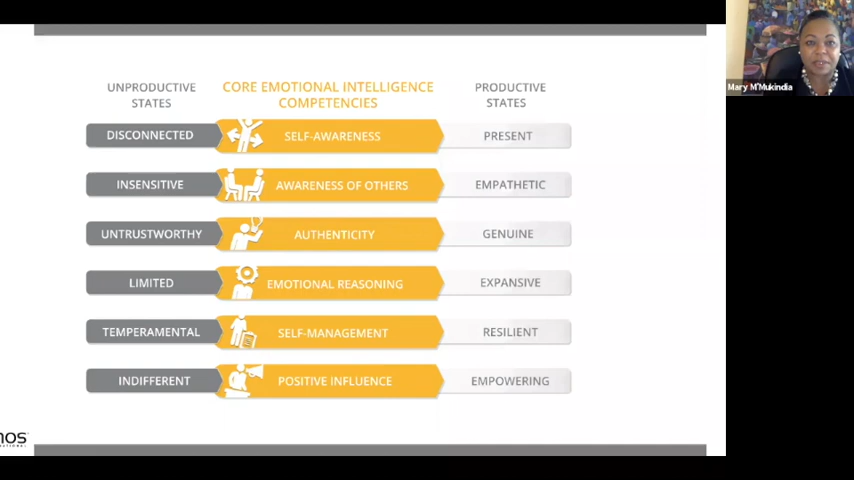 UNPRODUCTIVE STATES
CORE EMOTIONAL INTELLIGENCE COMPETENCIES
PRODUCTIVE STATES
DISCONNECTED
SELF-AWARENESS
PRESENT
INSENSITIVE
AWARENESS OF OTHERS
EMPATHETIC
UNTRUSTWORTHY
AUTHENTICITY
GENUINE
LIMITED
EMOTIONAL REASONING
EXPANSIVE
TEMPERAMENTAL
SELF-MANAGEMENT
RESILIENT
INDIFFERENT
POSITIVE INFLUENCE
EMPOWERING
nos
Mary M'Mukindia